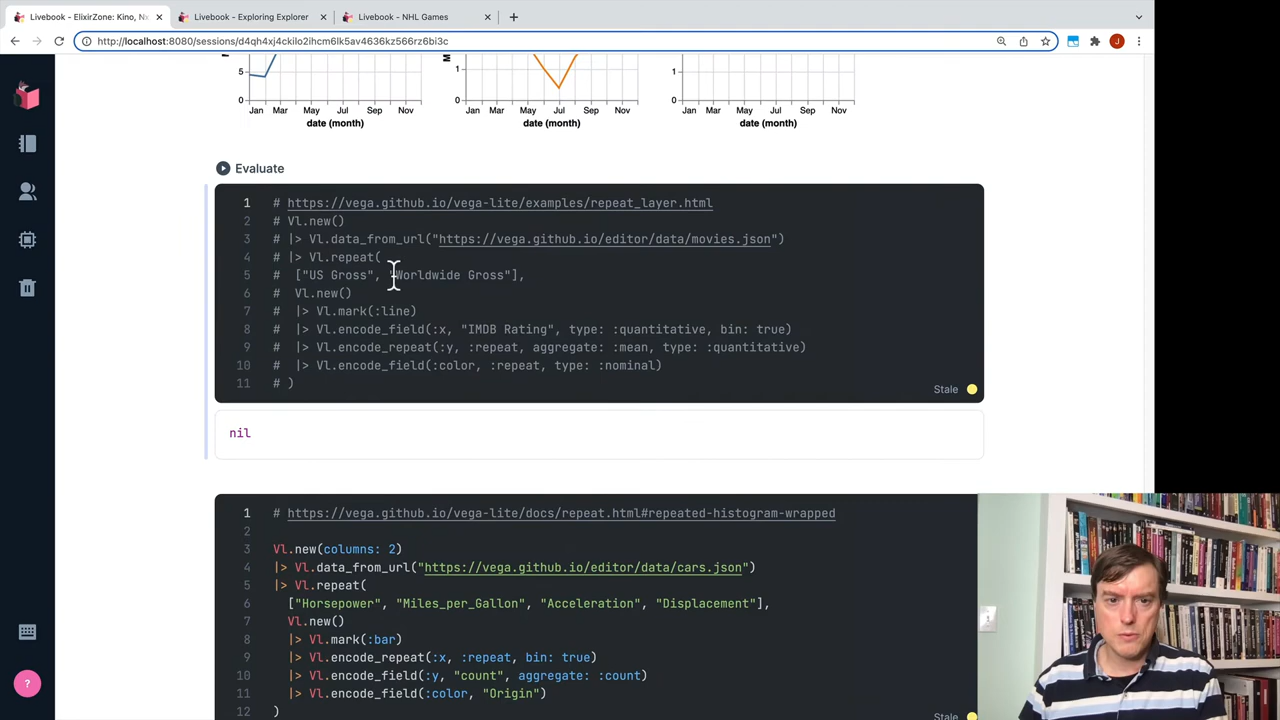 Livebook - ElixirZone: Kino, Nx
Livebook - Exploring Explorer
Livebook - NHL Games
http://localhost:8080/sessions/d4qh4xj4ckilo2ihcm6lk5av4636kz566rz6bi3c
5
0
Jan Mar May Jul Sep Nov
date (month)
1
0
Jan Mar May Jul Sep Nov
date (month)
1
0
Jan Mar May Jul Sep Nov
date (month)
Evaluate
1 # https://vega.github.io/vega-lite/examples/repeat_layer.html
2 # Vl.new()
3 # |> Vl.data_from_url("https://vega.github.io/editor/data/movies.json")
4 # |> Vl.repeat(
5 #  ["US Gross", "Worldwide Gross"],
6 #  Vl.new()
7 #  |> Vl.mark(:line)
8 #  |> Vl.encode_field(:x, "IMDB Rating", type: :quantitative, bin: true)
9 #  |> Vl.encode_repeat(:y, :repeat, aggregate: :mean, type: :quantitative)
10 #  |> Vl.encode_field(:color, :repeat, type: :nominal)
11 # )
Stale
nil
1 # https://vega.github.io/vega-lite/docs/repeat.html#repeated-histogram-wrapped
2
3 Vl.new(columns: 2)
4 |> Vl.data_from_url("https://vega.github.io/editor/data/cars.json")
5 |> Vl.repeat(
6   ["Horsepower", "Miles_per_Gallon", "Acceleration", "Displacement"],
7   Vl.new()
8   |> Vl.mark(:bar)
9   |> Vl.encode_repeat(:x, :repeat, bin: true)
10   |> Vl.encode_field(:y, "count", aggregate: :count)
11   |> Vl.encode_field(:color, "Origin")
12 )
Stale